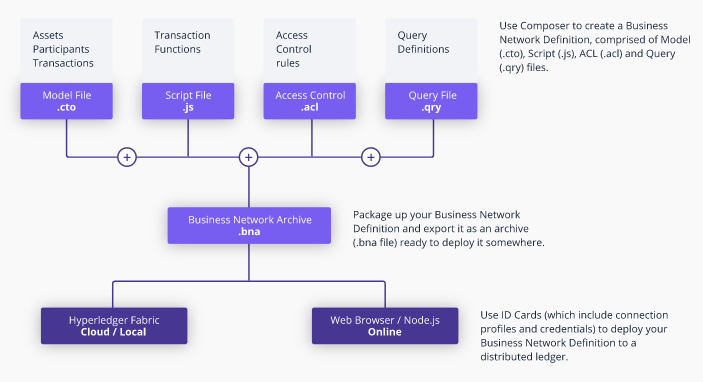 Assets
Participants
Transactions
Transaction
Functions
Access
Control
rules
Query
Definitions
Use Composer to create a Business
Network Definition, comprised of Model
(.cto), Script (.js), ACL (.acl) and Query
(.qry) files.
Model File
.cto
Script File
.js
Access Control
.acl
Query File
.qry
+
+
+
Business Network Archive
.bna
Package up your Business Network
Definition and export it as an archive
(.bna file) ready to deploy it somewhere.
Hyperledger Fabric
Cloud / Local
Web Browser / Node.js
Online
Use ID Cards (which include connection
profiles and credentials) to deploy your
Business Network Definition to a
distributed ledger.